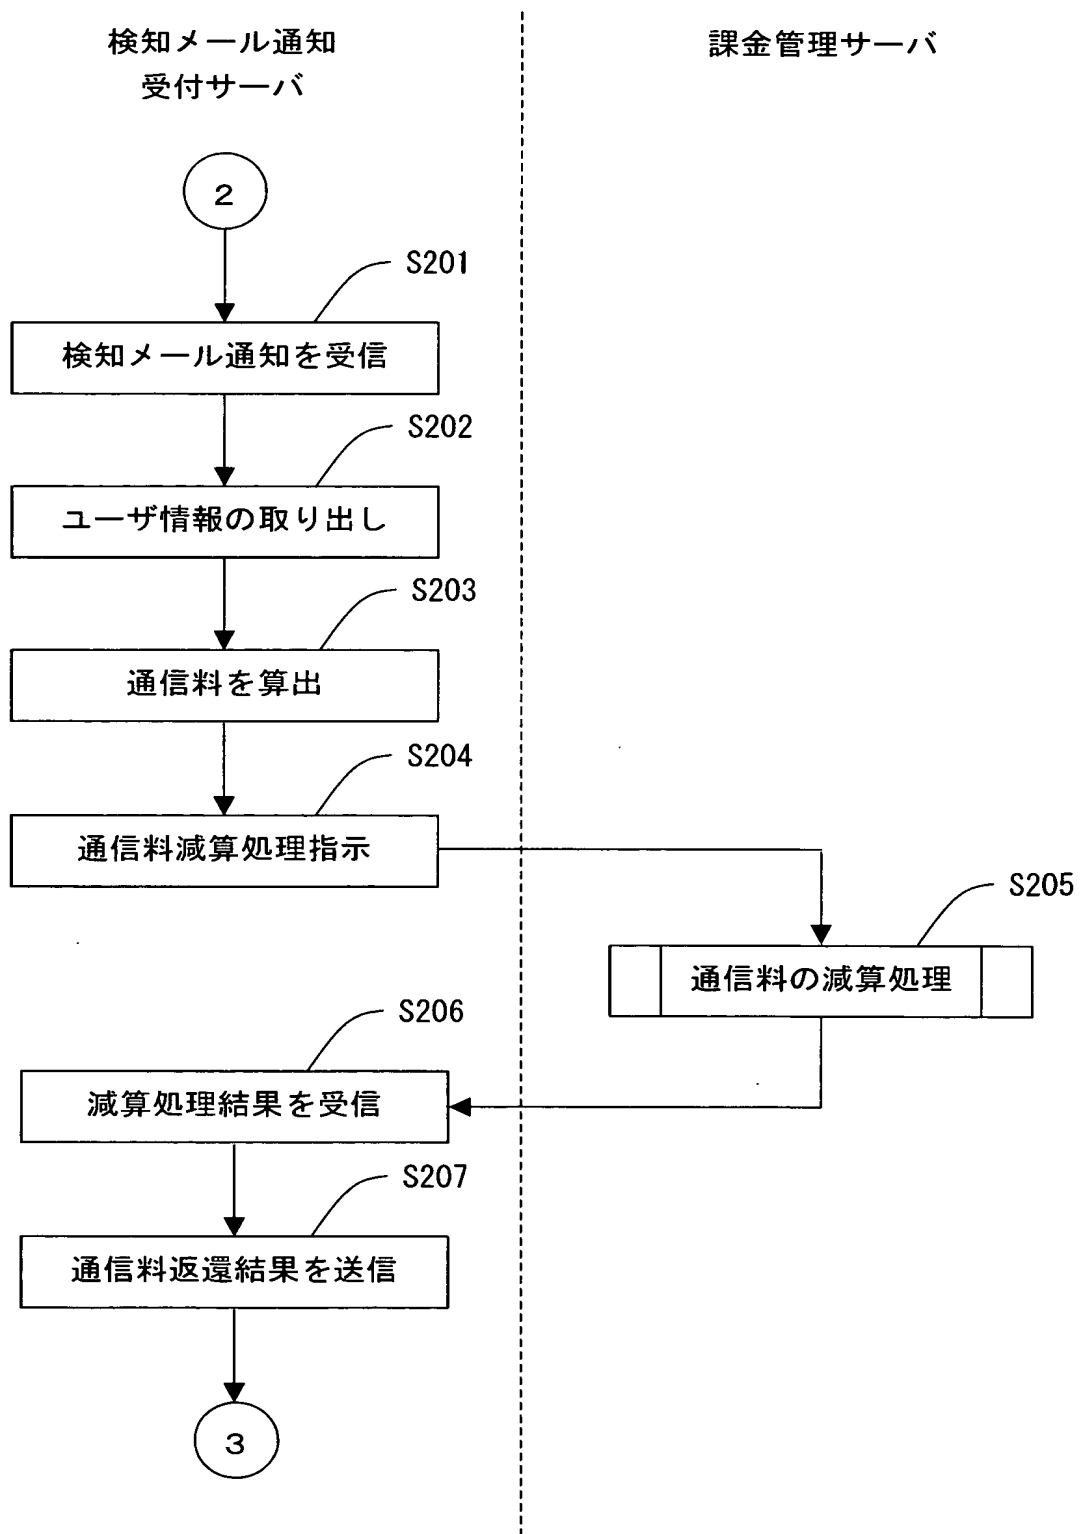 検知メール通知
受付サーバ
課金管理サーバ
2
S201
検知メール通知を受信
S202
ユーザ情報の取り出し
S203
通信料を算出
S204
通信料減算処理指示
S205
通信料の減算処理
S206
減算処理結果を受信
S207
通信料返還結果を送信
3